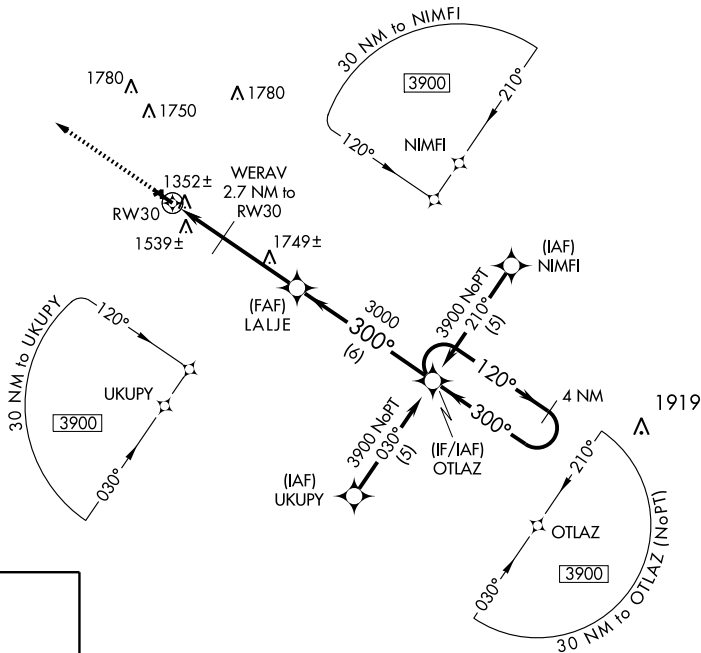 30 NM to NIMFI
3900
210°
120°
NIMFI
1780
1750
1780
1352±
WERAV
2.7 NM to
RW30
RW30
1539±
1749±
(FAF)
LALJE
3000
300°
(6)
(IAF)
NIMFI
3900 NoPT
210°
(5)
120°
300°
4 NM
1919
(IF/IAF)
OTLAZ
3900 NoPT
030°
(5)
(IAF)
UKUPY
30 NM to UKUPY
120°
UKUPY
3900
030°
210°
OTLAZ
3900
030°
30 NM to OTLAZ (NoPT)